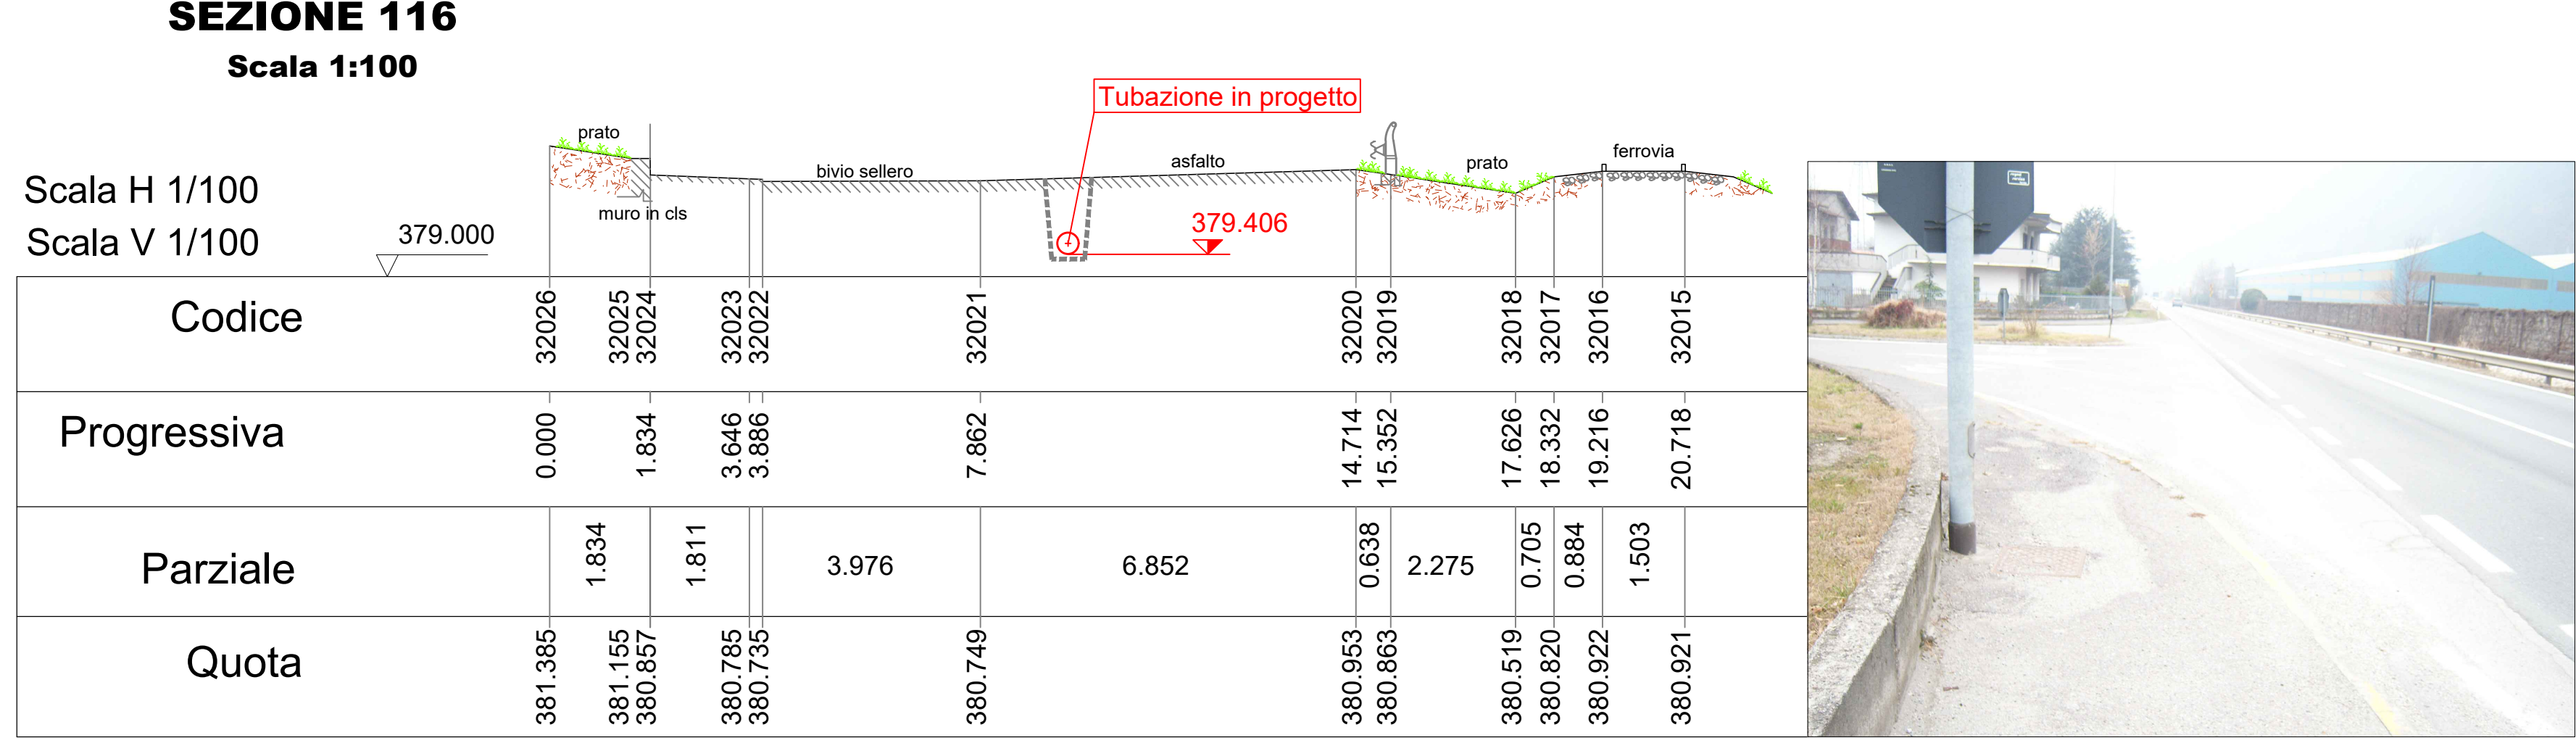 SEZIONE 116
Scala 1:100
Tubazione in progetto
prato
bivio sellero
asfalto
prato
ferrovia
muro in cls
Scala H 1/100
Scala V 1/100
379.000
379.406
Codice
32026 32025 32024 32023 32022 32021 32020 32019 32018 32017 32016 32015
Progressiva
0.000 1.834 3.646 3.886 7.862 14.714 15.352 17.626 18.332 19.216 20.718
Parziale
1.834 1.811 3.976 6.852 0.638 2.275 0.705 0.884 1.503
Quota
381.385 381.155 380.857 380.785 380.735 380.749 380.953 380.863 380.519 380.820 380.922 380.921